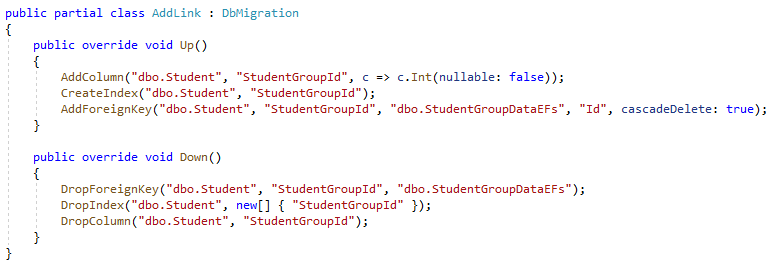 public partial class AddLink : DbMigration
{
    public override void Up()
    {
        AddColumn("dbo.Student", "StudentGroupId", c => c.Int(nullable: false));
        CreateIndex("dbo.Student", "StudentGroupId");
        AddForeignKey("dbo.Student", "StudentGroupId", "dbo.StudentGroupDataEFs", "Id", cascadeDelete: true);
    }

    public override void Down()
    {
        DropForeignKey("dbo.Student", "StudentGroupId", "dbo.StudentGroupDataEFs");
        DropIndex("dbo.Student", new[] { "StudentGroupId" });
        DropColumn("dbo.Student", "StudentGroupId");
    }
}